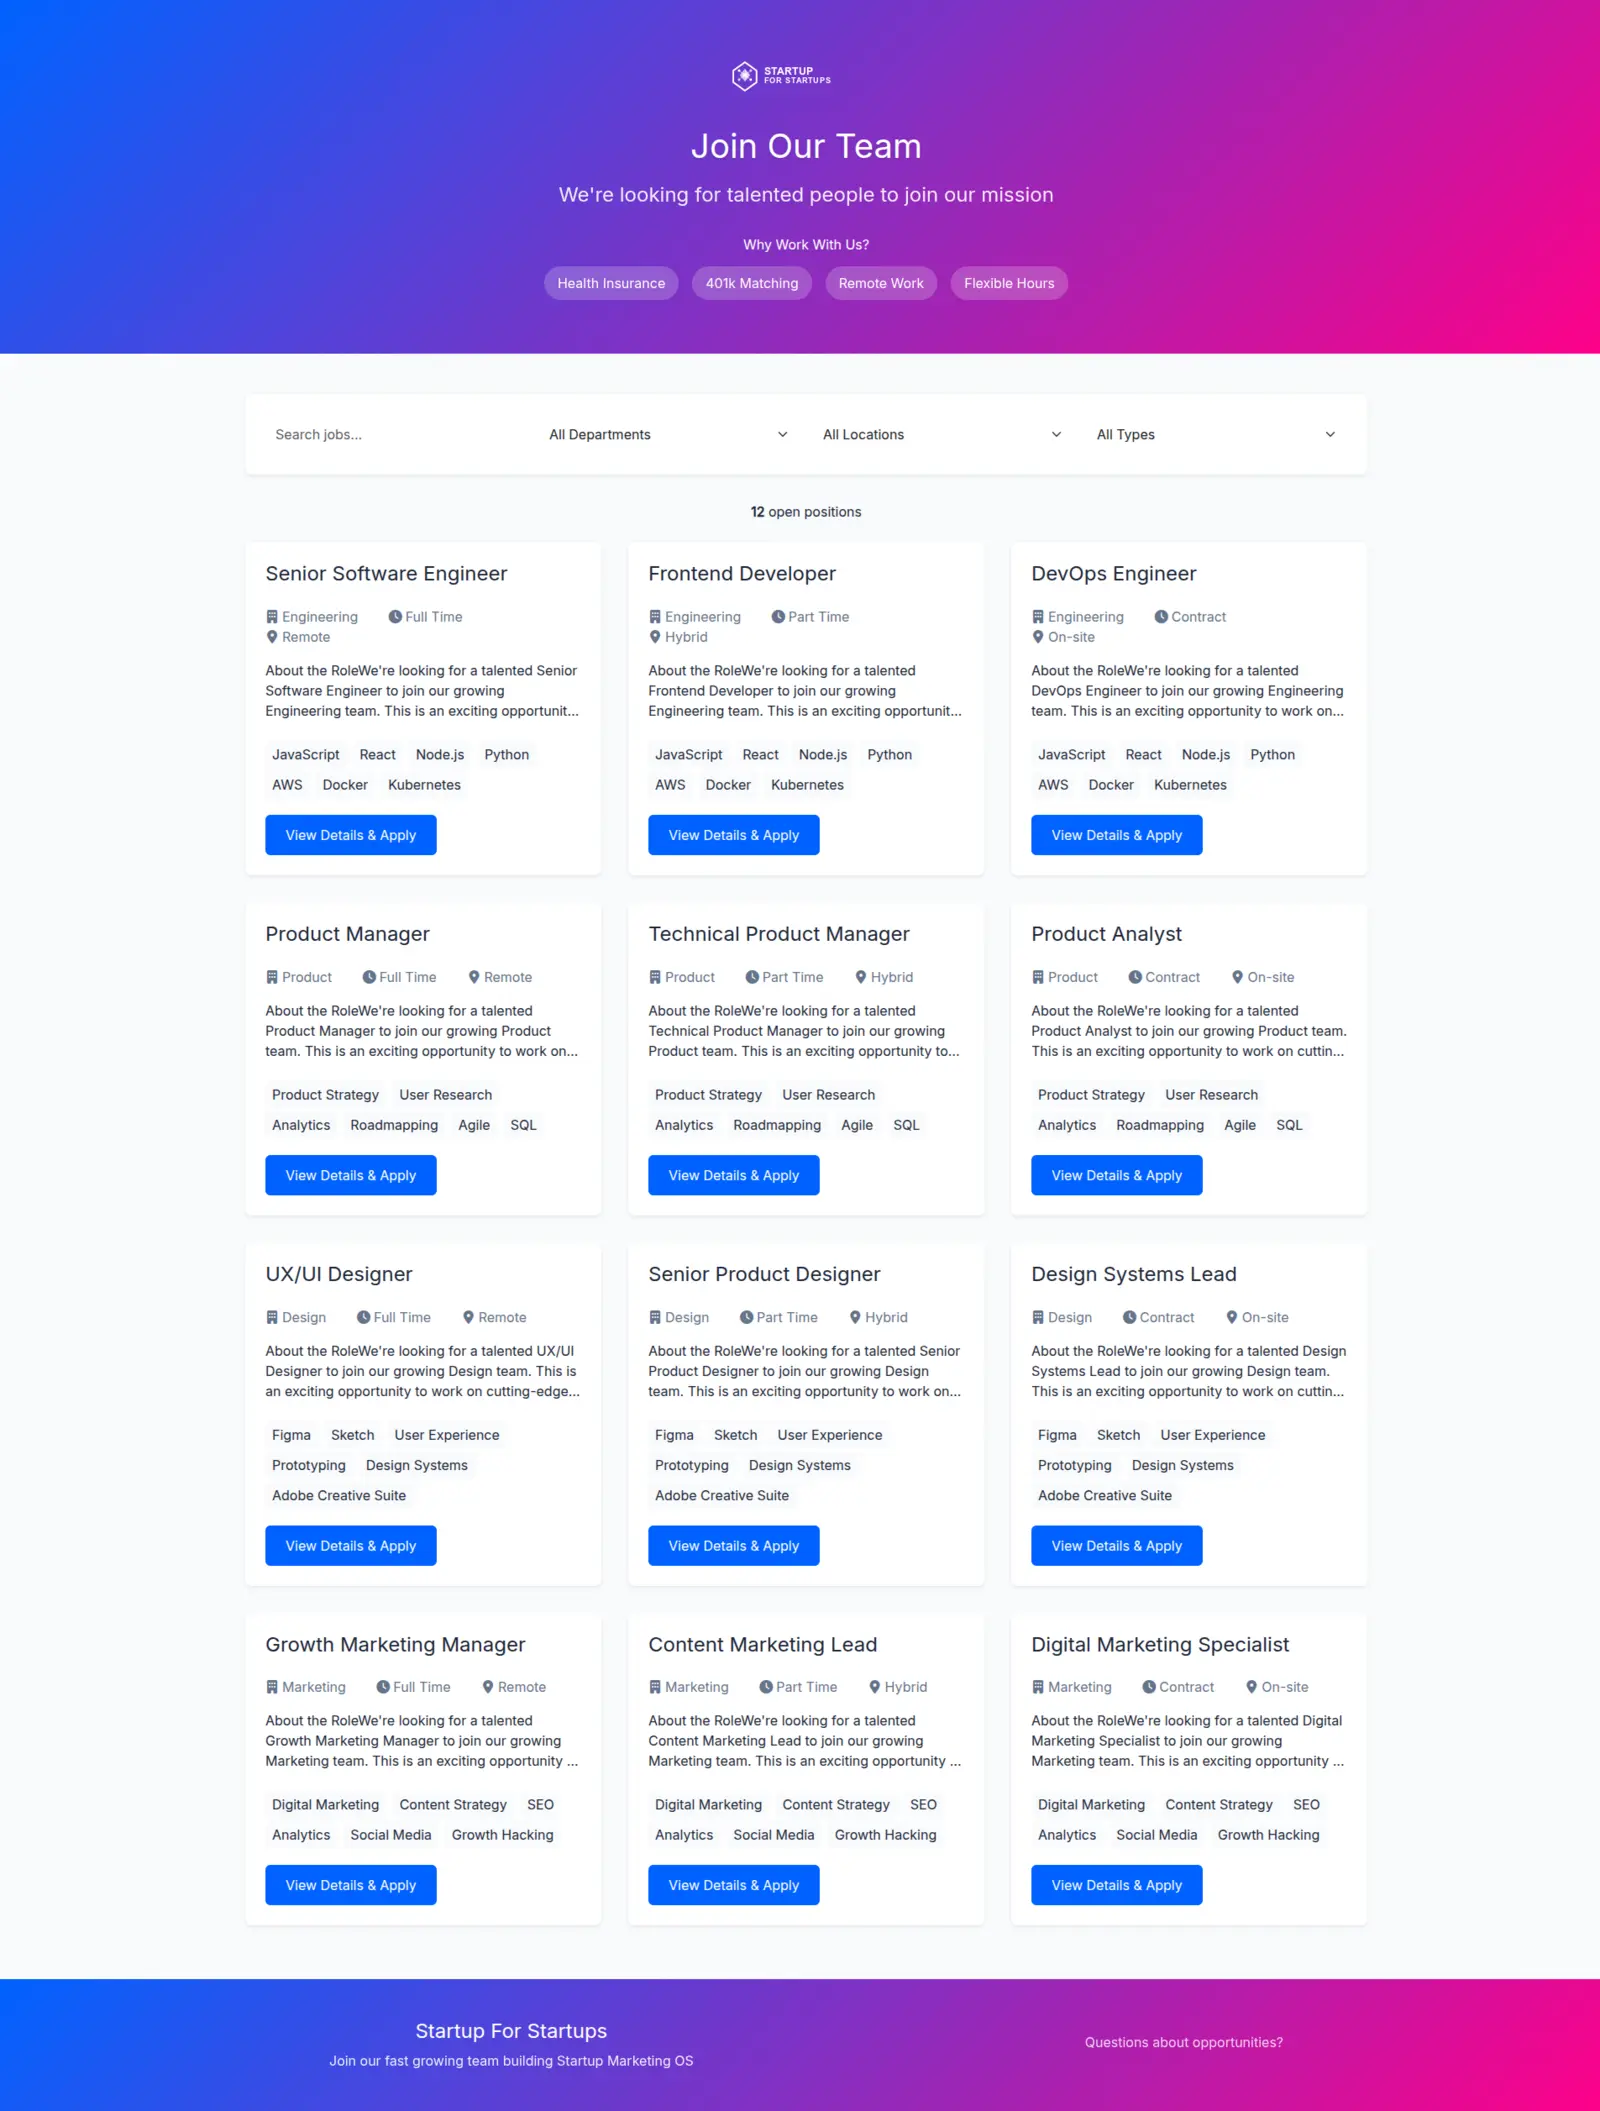 STARTUP
FOR STARTUPS
Join Our Team
We're looking for talented people to join our mission
Why Work With Us?
Health Insurance 401k Matching Remote Work Flexible Hours
Search jobs... All Departments All Locations All Types
12 open positions
Senior Software Engineer
Engineering Full Time
Remote
About the RoleWe're looking for a talented Senior
Software Engineer to join our growing
Engineering team. This is an exciting opportunit...
JavaScript React Node.js Python
AWS Docker Kubernetes
View Details & Apply
Frontend Developer
Engineering Part Time
Hybrid
About the RoleWe're looking for a talented
Frontend Developer to join our growing
Engineering team. This is an exciting opportunit...
JavaScript React Node.js Python
AWS Docker Kubernetes
View Details & Apply
DevOps Engineer
Engineering Contract
On-site
About the RoleWe're looking for a talented
DevOps Engineer to join our growing Engineering
team. This is an exciting opportunity to work on...
JavaScript React Node.js Python
AWS Docker Kubernetes
View Details & Apply
Product Manager
Product Full Time Remote
About the RoleWe're looking for a talented
Product Manager to join our growing Product
team. This is an exciting opportunity to work on...
Product Strategy User Research
Analytics Roadmapping Agile SQL
View Details & Apply
Technical Product Manager
Product Part Time Hybrid
About the RoleWe're looking for a talented
Technical Product Manager to join our growing
Product team. This is an exciting opportunity to...
Product Strategy User Research
Analytics Roadmapping Agile SQL
View Details & Apply
Product Analyst
Product Contract On-site
About the RoleWe're looking for a talented
Product Analyst to join our growing Product team.
This is an exciting opportunity to work on cuttin...
Product Strategy User Research
Analytics Roadmapping Agile SQL
View Details & Apply
UX/UI Designer
Design Full Time Remote
About the RoleWe're looking for a talented UX/UI
Designer to join our growing Design team. This is
an exciting opportunity to work on cutting-edge...
Figma Sketch User Experience
Prototyping Design Systems
Adobe Creative Suite
View Details & Apply
Senior Product Designer
Design Part Time Hybrid
About the RoleWe're looking for a talented Senior
Product Designer to join our growing Design
team. This is an exciting opportunity to work on...
Figma Sketch User Experience
Prototyping Design Systems
Adobe Creative Suite
View Details & Apply
Design Systems Lead
Design Contract On-site
About the RoleWe're looking for a talented Design
Systems Lead to join our growing Design team.
This is an exciting opportunity to work on cuttin...
Figma Sketch User Experience
Prototyping Design Systems
Adobe Creative Suite
View Details & Apply
Growth Marketing Manager
Marketing Full Time Remote
About the RoleWe're looking for a talented
Growth Marketing Manager to join our growing
Marketing team. This is an exciting opportunity ...
Digital Marketing Content Strategy SEO
Analytics Social Media Growth Hacking
View Details & Apply
Content Marketing Lead
Marketing Part Time Hybrid
About the RoleWe're looking for a talented
Content Marketing Lead to join our growing
Marketing team. This is an exciting opportunity ...
Digital Marketing Content Strategy SEO
Analytics Social Media Growth Hacking
View Details & Apply
Digital Marketing Specialist
Marketing Contract On-site
About the RoleWe're looking for a talented Digital
Marketing Specialist to join our growing
Marketing team. This is an exciting opportunity ...
Digital Marketing Content Strategy SEO
Analytics Social Media Growth Hacking
View Details & Apply
Startup For Startups
Join our fast growing team building Startup Marketing OS
Questions about opportunities?